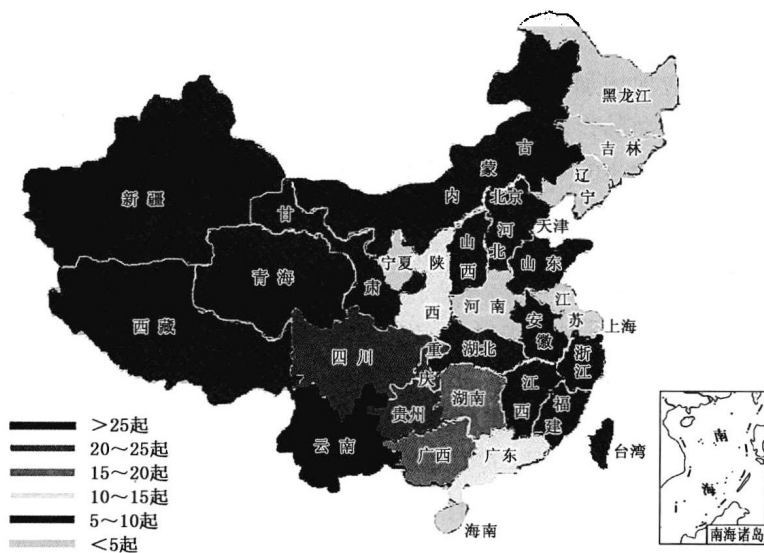 黑龙江
吉林
辽宁
内蒙古
新疆
甘肃
北京
天津
河北
山西
山东
宁夏
陕西
青海
西藏
河南
江苏
安徽
上海
四川
重庆
湖北
浙江
湖南
江西
贵州
福建
云南
广西
广东
台湾
海南
南海
南海诸岛
>25起
20～25起
15～20起
10～15起
5～10起
<5起